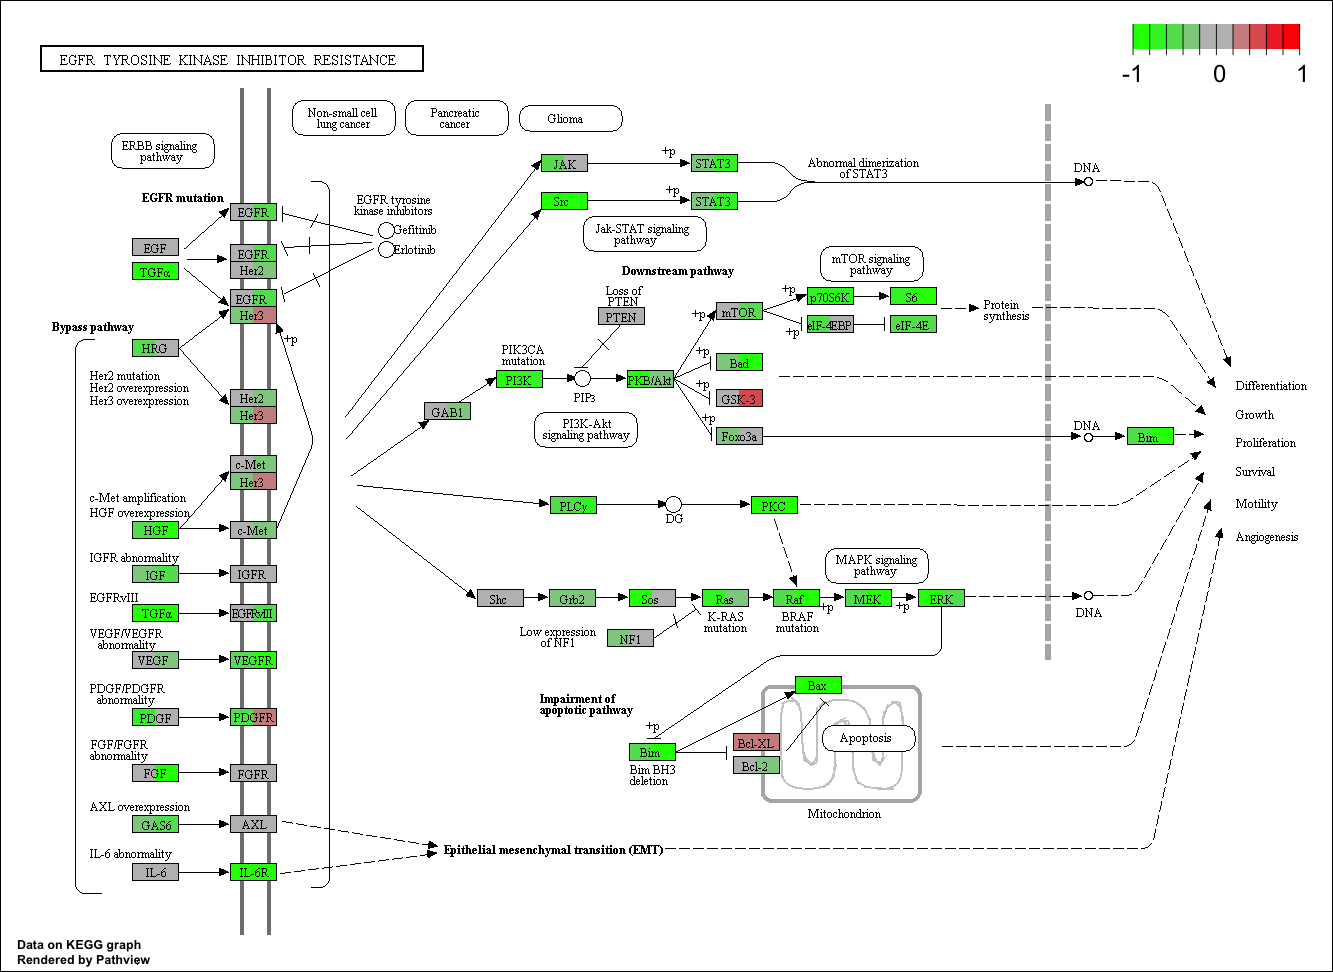 EGFR TYROSINE KINASE INHIBITOR RESISTANCE
-1
0
1
Non-small cell
lung cancer
Pancreatic
cancer
Glioma
ERBB signaling
pathway
EGFR mutation
EGFR
EGF
TGFα
EGFR
Her2
EGFR
Her3
EGFR tyrosine
kinase inhibitors
Gefitinib
Erlotinib
Bypass pathway
HRG
+p
Her2 mutation
Her2 overexpression
Her3 overexpression
Her2
Her3
c-Met
Her3
c-Met amplification
HGF overexpression
HGF
c-Met
IGFR abnormality
IGF
IGFR
EGFRvIII
TGFα
EGFRvIII
VEGF/VEGFR
abnormality
VEGF
VEGFR
PDGF/PDGFR
abnormality
PDGF
PDGFR
FGF/FGFR
abnormality
FGF
FGFR
AXL overexpression
GAS6
AXL
IL-6 abnormality
IL-6
IL-6R
JAK
+p
STAT3
Src
+p
STAT3
Abnormal dimerization
of STAT3
DNA
Jak-STAT signaling
pathway
Downstream pathway
mTOR signaling
pathway
Loss of
PTEN
PTEN
+p
mTOR
+p
p70S6K
S6
+p
eIF-4EBP
eIF-4E
Protein
synthesis
PIK3CA
mutation
PI3K
PIP3
PKB/Akt
+p
Bad
+p
GSK-3
+p
Foxo3a
GAB1
PI3K-Akt
signaling pathway
DNA
Bim
Differentiation
Growth
Proliferation
Survival
Motility
Angiogenesis
PLCγ
DG
PKC
MAPK signaling
pathway
Shc
Grb2
Sos
Ras
Raf
+p
MEK
+p
ERK
DNA
K-RAS
mutation
BRAF
mutation
Low expression
of NF1
NF1
Impairment of
apoptotic pathway
+p
Bim
Bim BH3
deletion
Bax
Bcl-XL
Bcl-2
Apoptosis
Mitochondrion
Epithelial mesenchymal transition (EMT)
Data on KEGG graph
Rendered by Pathview